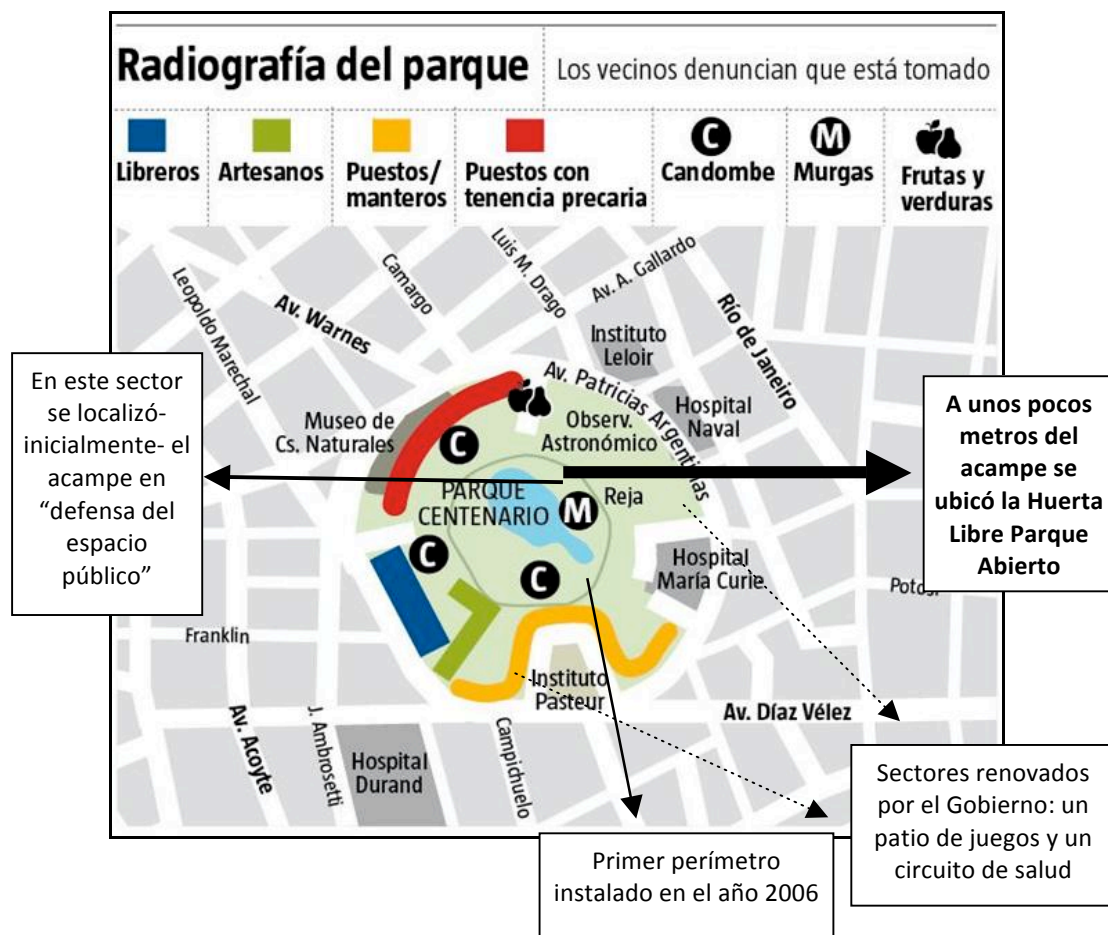 Radiografía del parque
Los vecinos denuncian que está tomado
Libreros
Artesanos
Puestos/
manteros
Puestos con
tenencia precaria
C
Candombe
M
Murgas
Frutas y
verduras
Leopoldo Marechal
Av. Warnes
Camargo
Luis M. Drago
Av. A. Gallardo
Río de Janeiro
Instituto
Leloir
Av. Patricias Argentinas
Hospital
Naval
Museo de
Cs. Naturales
Observ.
Astronómico
C
PARQUE
CENTENARIO
M
Reja
C
C
Hospital
María Curie
Franklin
Instituto
Pasteur
Av. Díaz Vélez
Av. Acoyte
J. Ambrosetti
Hospital
Durand
Campichuelo
En este sector
se localizó-
inicialmente- el
acampe en
“defensa del
espacio
público”
A unos pocos
metros del
acampe se
ubicó la Huerta
Libre Parque
Abierto
Sectores renovados
por el Gobierno: un
patio de juegos y un
circuito de salud
Primer perímetro
instalado en el año 2006